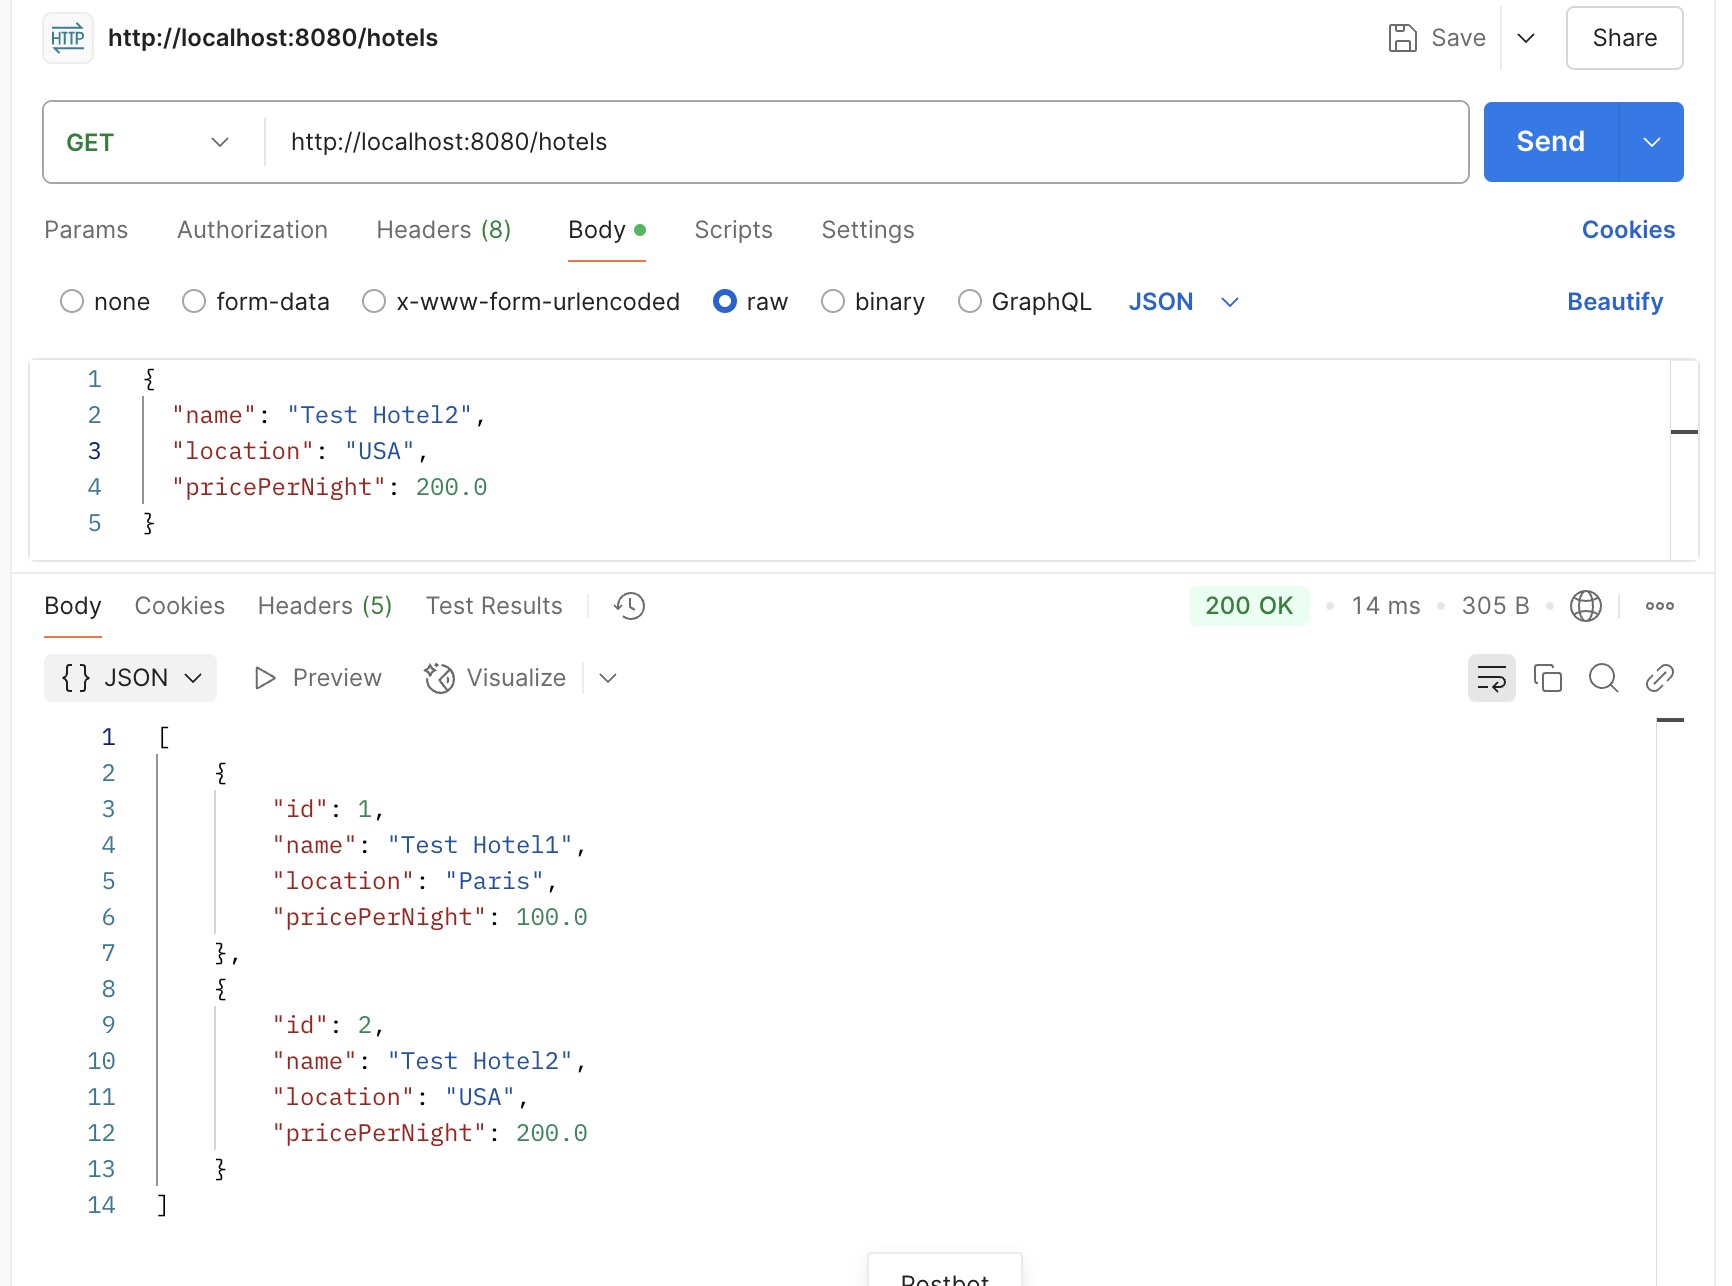 HTTP http://localhost:8080/hotels Save Share
GET http://localhost:8080/hotels Send
Params Authorization Headers (8) Body Scripts Settings Cookies
none form-data x-www-form-urlencoded raw binary GraphQL JSON Beautify
1 {
2 "name": "Test Hotel2",
3 "location": "USA",
4 "pricePerNight": 200.0
5 }
Body Cookies Headers (5) Test Results 200 OK • 14 ms • 305 B •
{} JSON Preview Visualize
1 [
2 {
3 "id": 1,
4 "name": "Test Hotel1",
5 "location": "Paris",
6 "pricePerNight": 100.0
7 },
8 {
9 "id": 2,
10 "name": "Test Hotel2",
11 "location": "USA",
12 "pricePerNight": 200.0
13 }
14 ]
Postbot